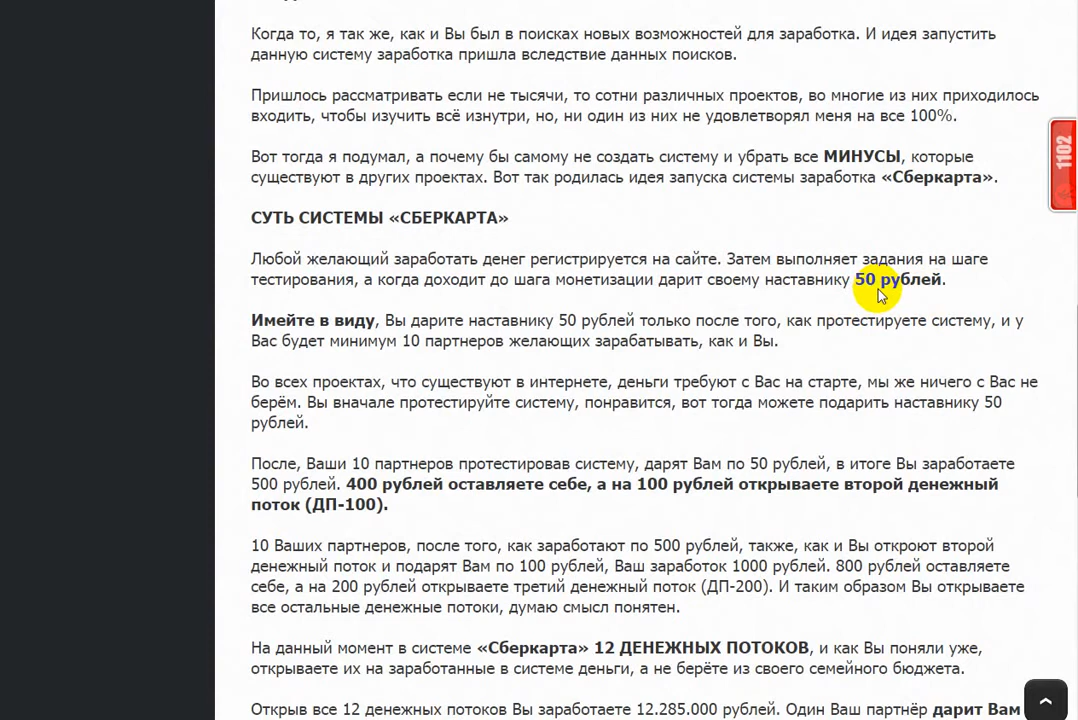 Когда то, я так же, как и Вы был в поисках новых возможностей для заработка. И идея запустить
данную систему заработка пришла вследствие данных поисков.
Пришлось рассматривать если не тысячи, то сотни различных проектов, во многие из них приходилось
входить, чтобы изучить всё изнутри, но, ни один из них не удовлетворял меня на все 100%.
Вот тогда я подумал, а почему бы самому не создать систему и убрать все МИНУСЫ, которые
существуют в других проектах. Вот так родилась идея запуска системы заработка «Сберкарта».
СУТЬ СИСТЕМЫ «СБЕРКАРТА»
Любой желающий заработать денег регистрируется на сайте. Затем выполняет задания на шаге
тестирования, а когда доходит до шага монетизации дарит своему наставнику 50 рублей.
Имейте в виду, Вы дарите наставнику 50 рублей только после того, как протестируете систему, и у
Вас будет минимум 10 партнеров желающих зарабатывать, как и Вы.
Во всех проектах, что существуют в интернете, деньги требуют с Вас на старте, мы же ничего с Вас не
берём. Вы вначале протестируйте систему, понравится, вот тогда можете подарить наставнику 50
рублей.
После, Ваши 10 партнеров протестировав систему, дарят Вам по 50 рублей, в итоге Вы заработаете
500 рублей. 400 рублей оставляете себе, а на 100 рублей открываете второй денежный
поток (ДП-100).
10 Ваших партнеров, после того, как заработают по 500 рублей, также, как и Вы откроют второй
денежный поток и подарят Вам по 100 рублей, Ваш заработок 1000 рублей. 800 рублей оставляете
себе, а на 200 рублей открываете третий денежный поток (ДП-200). И таким образом Вы открываете
все остальные денежные потоки, думаю смысл понятен.
На данный момент в системе «Сберкарта» 12 ДЕНЕЖНЫХ ПОТОКОВ, и как Вы поняли уже,
открываете их на заработанные в системе деньги, а не берёте из своего семейного бюджета.
Открыв все 12 денежных потоков Вы заработаете 12.285.000 рублей. Один Ваш партнёр дарит Вам
1102